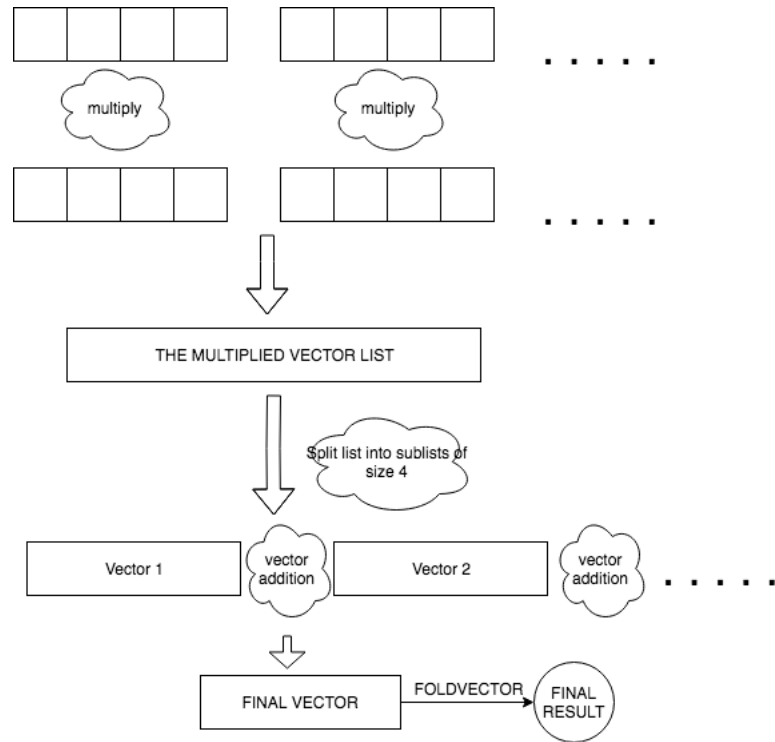 multiply
multiply
THE MULTIPLIED VECTOR LIST
Split list into sublists of
size 4
Vector 1
vector
addition
Vector 2
vector
addition
FINAL VECTOR
FOLDVECTOR
FINAL
RESULT